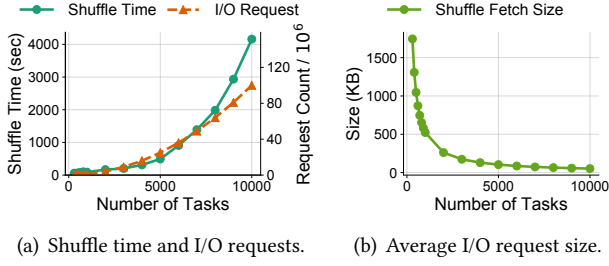 Shuffle Time
I/O Request
Shuffle Time (sec)
4000
3000
2000
1000
0
Request Count / 10⁶
120
80
40
0
0
5000
10000
Number of Tasks
(a) Shuffle time and I/O requests.
Shuffle Fetch Size
Size (KB)
1500
1000
500
0
0
5000
10000
Number of Tasks
(b) Average I/O request size.